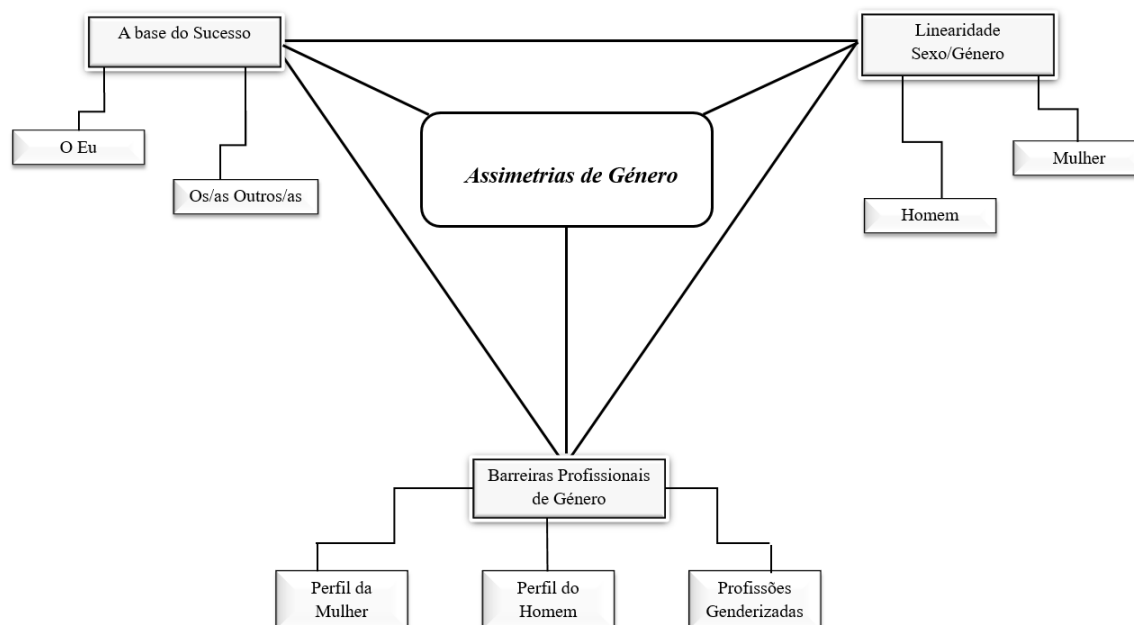 A base do Sucesso
Linearidade
Sexo/Género
O Eu
Os/as Outros/as
Assimetrias de Género
Mulher
Homem
Barreiras Profissionais
de Género
Perfil da
Mulher
Perfil do
Homem
Profissões
Genderizadas